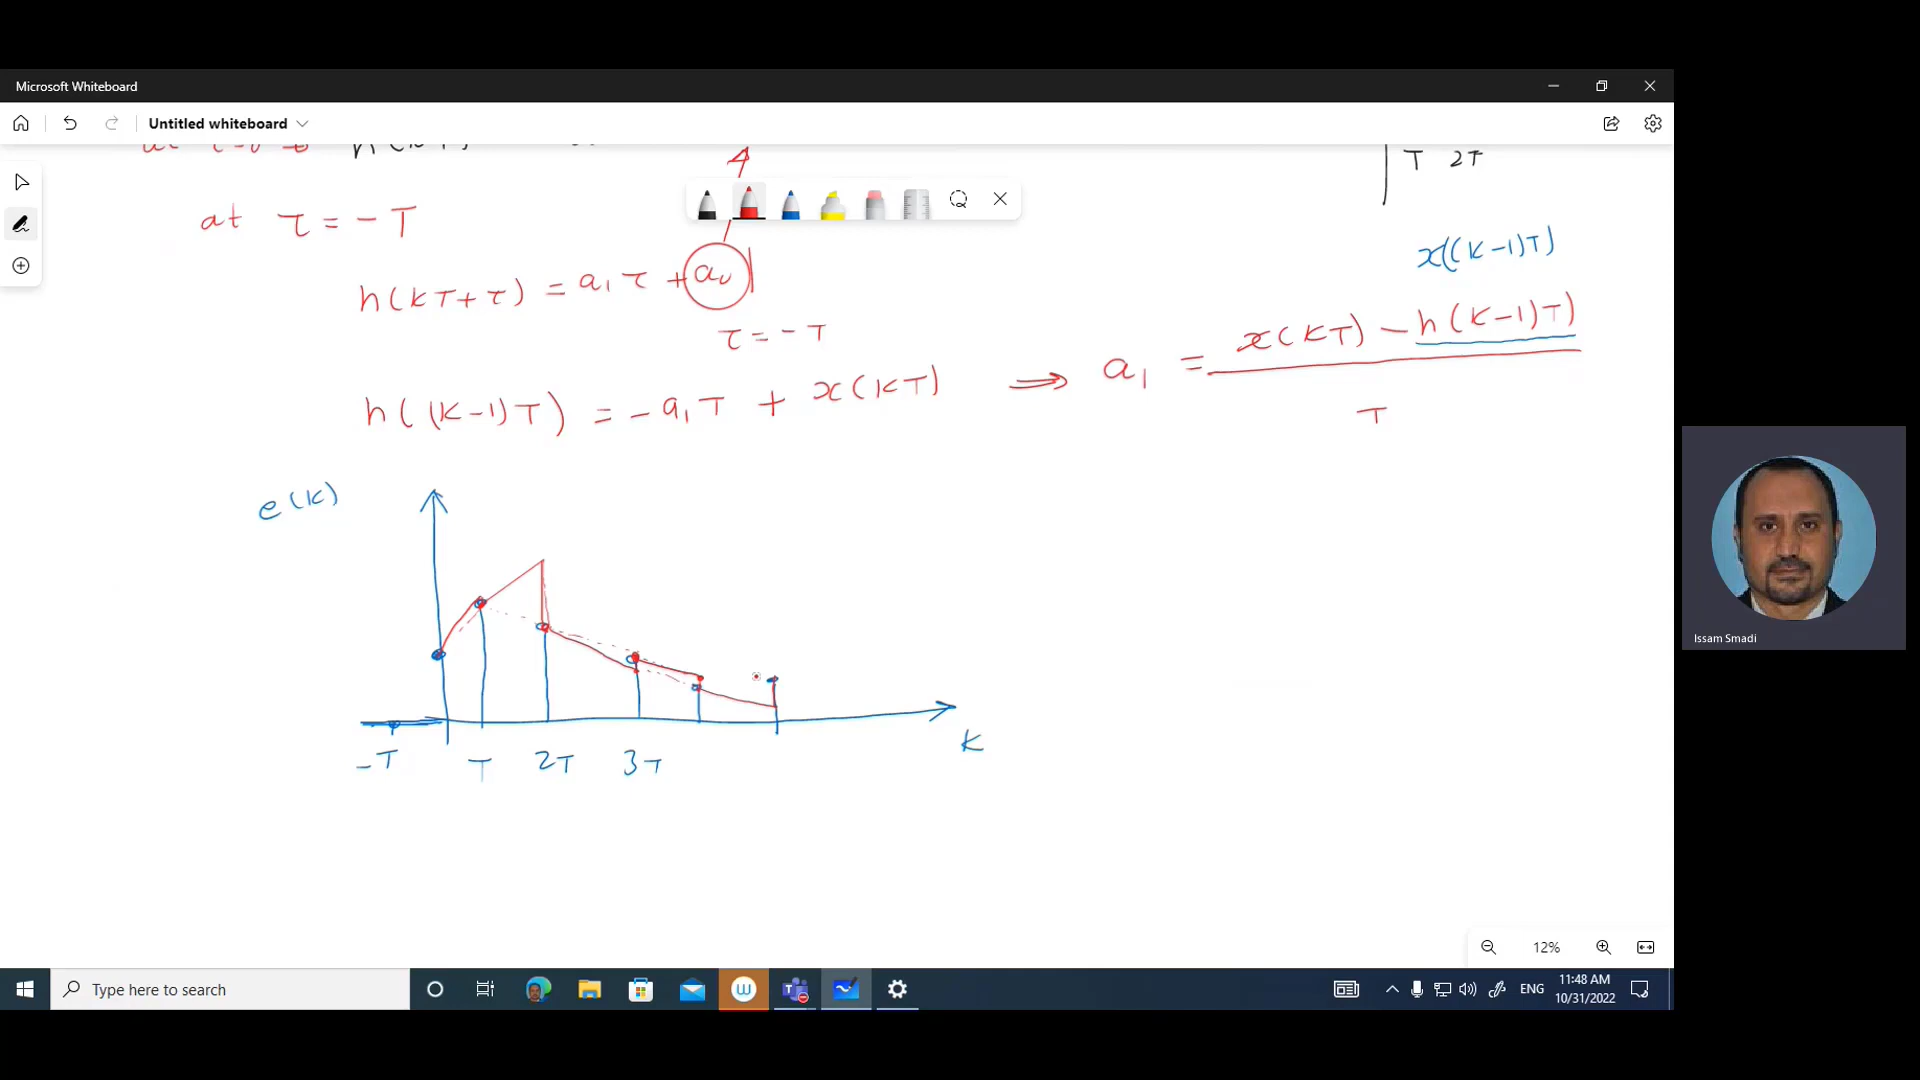 Microsoft Whiteboard
Untitled whiteboard
T 2T
at τ = - T
x((k-1)T)
h(kT+τ) = a₁ τ + a₀|
τ = - T
a₁ = x(kT) - h(k-1)T)
T
h((k-1)T) = - a₁T + x(kT) ⇒
e(k)
-T T 2T 3T
k
Issam Smadi
12%
Type here to search
ENG
11:48 AM
10/31/2022